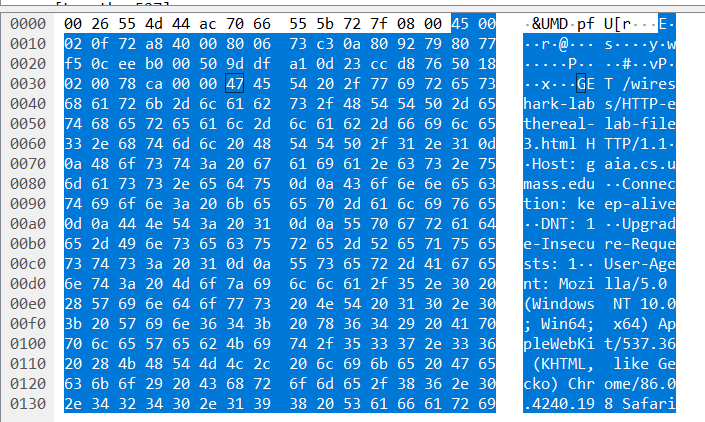 0000 00 26 55 4d 44 ac 70 66 55 5b 72 7f 08 00 45 00 ·&UMD·pf U[r···E·
0010 02 0f 72 a8 40 00 80 06 73 c3 0a 80 92 79 80 77 ··r·@··· s····y·w
0020 f5 0c ee b0 00 50 9d df a1 0d 23 cc d8 76 50 18 ·····P·· ··#··vP·
0030 02 00 78 ca 00 00 47 45 54 20 2f 77 69 72 65 73 ··x···GE T /wires
0040 68 61 72 6b 2d 6c 61 62 73 2f 48 54 54 50 2d 65 hark-lab s/HTTP-e
0050 74 68 65 72 65 61 6c 2d 6c 61 62 2d 66 69 6c 65 thereal- lab-file
0060 33 2e 68 74 6d 6c 20 48 54 54 50 2f 31 2e 31 0d 3.html H TTP/1.1·
0070 0a 48 6f 73 74 3a 20 67 61 69 61 2e 63 73 2e 75 ·Host: g aia.cs.u
0080 6d 61 73 73 2e 65 64 75 0d 0a 43 6f 6e 6e 65 63 mass.edu ··Connec
0090 74 69 6f 6e 3a 20 6b 65 65 70 2d 61 6c 69 76 65 tion: ke ep-alive
00a0 0d 0a 44 4e 54 3a 20 31 0d 0a 55 70 67 72 61 64 ··DNT: 1 ··Upgrad
00b0 65 2d 49 6e 73 65 63 75 72 65 2d 52 65 71 75 65 e-Insecu re-Reque
00c0 73 74 73 3a 20 31 0d 0a 55 73 65 72 2d 41 67 65 sts: 1·· User-Age
00d0 6e 74 3a 20 4d 6f 7a 69 6c 6c 61 2f 35 2e 30 20 nt: Mozi lla/5.0
00e0 28 57 69 6e 64 6f 77 73 20 4e 54 20 31 30 2e 30 (Windows NT 10.0
00f0 3b 20 57 69 6e 36 34 3b 20 78 36 34 29 20 41 70 ; Win64; x64) Ap
0100 70 6c 65 57 65 62 4b 69 74 2f 35 33 37 2e 33 36 pleWebKi t/537.36
0110 20 28 4b 48 54 4d 4c 2c 20 6c 69 6b 65 20 47 65 (KHTML, like Ge
0120 63 6b 6f 29 20 43 68 72 6f 6d 65 2f 38 36 2e 30 cko) Chr ome/86.0
0130 2e 34 32 34 30 2e 31 39 38 20 53 61 66 61 72 69 .4240.19 8 Safari